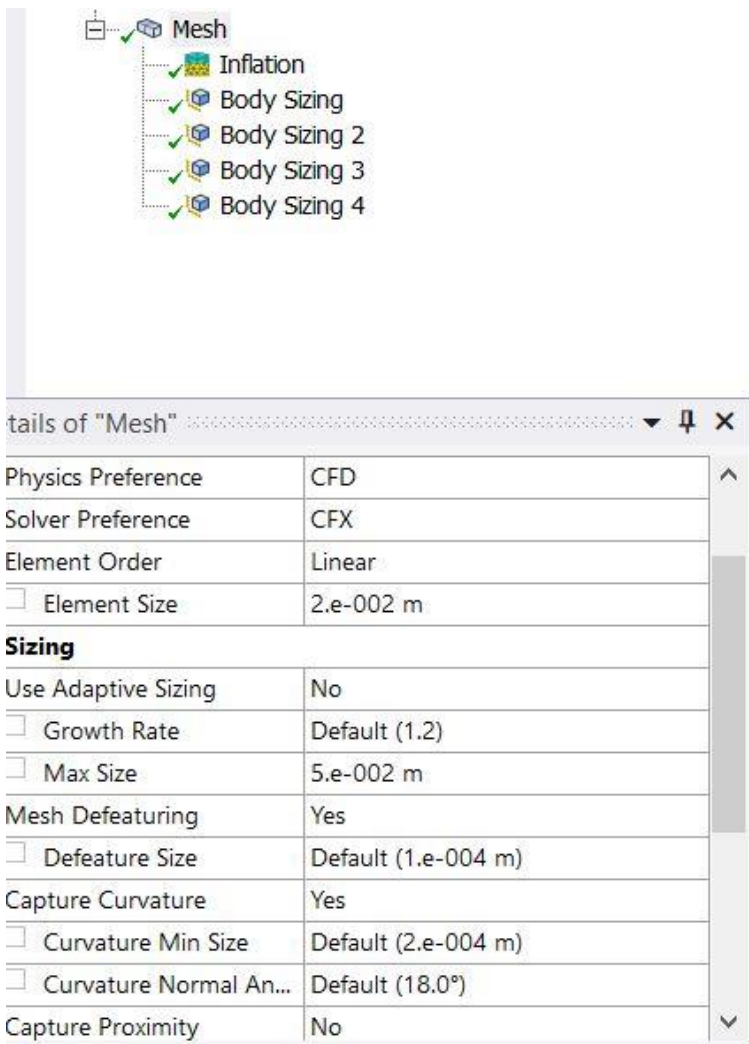 Mesh
Inflation
Body Sizing
Body Sizing 2
Body Sizing 3
Body Sizing 4
tails of "Mesh"
Physics Preference CFD
Solver Preference CFX
Element Order Linear
Element Size 2.e-002 m
Sizing
Use Adaptive Sizing No
Growth Rate Default (1.2)
Max Size 5.e-002 m
Mesh Defeaturing Yes
Defeature Size Default (1.e-004 m)
Capture Curvature Yes
Curvature Min Size Default (2.e-004 m)
Curvature Normal An... Default (18.0°)
Capture Proximity No